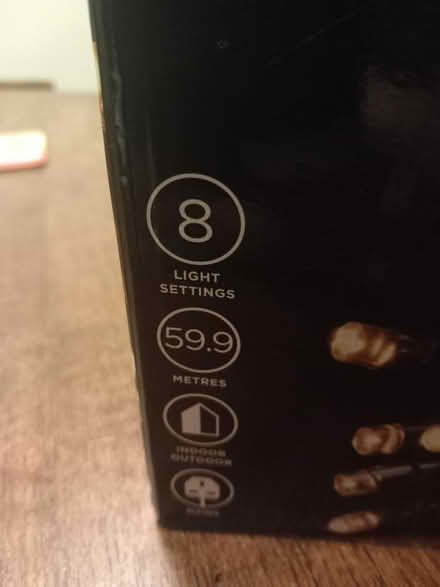 8
LIGHT
SETTINGS
59.9
METRES
INDOOR
OUTDOOR